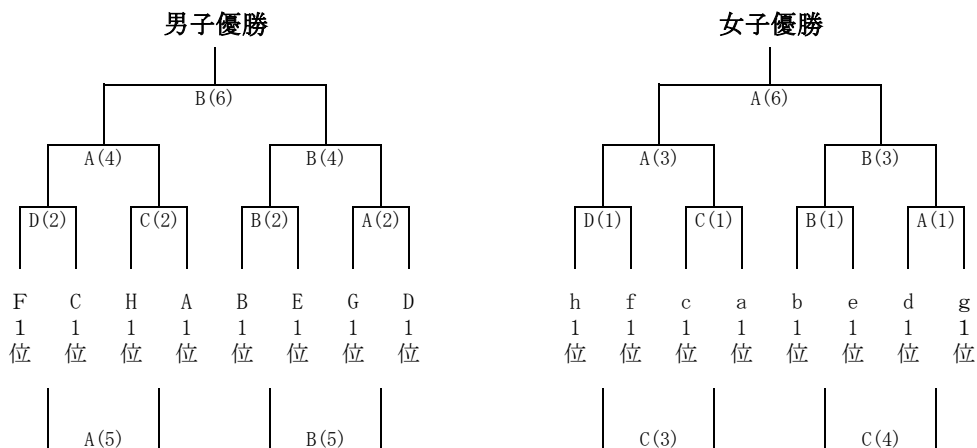 男子優勝 女子優勝
B(6) A(6)
A(4) B(4) A(3) B(3)
D(2) C(2) B(2) A(2) D(1) C(1) B(1) A(1)
F C H A B E G D h f c a b e d g
1 1 1 1 1 1 1 1 1 1 1 1 1 1 1 1
位 位 位 位 位 位 位 位 位 位 位 位 位 位 位 位
A(5) B(5) C(3) C(4)